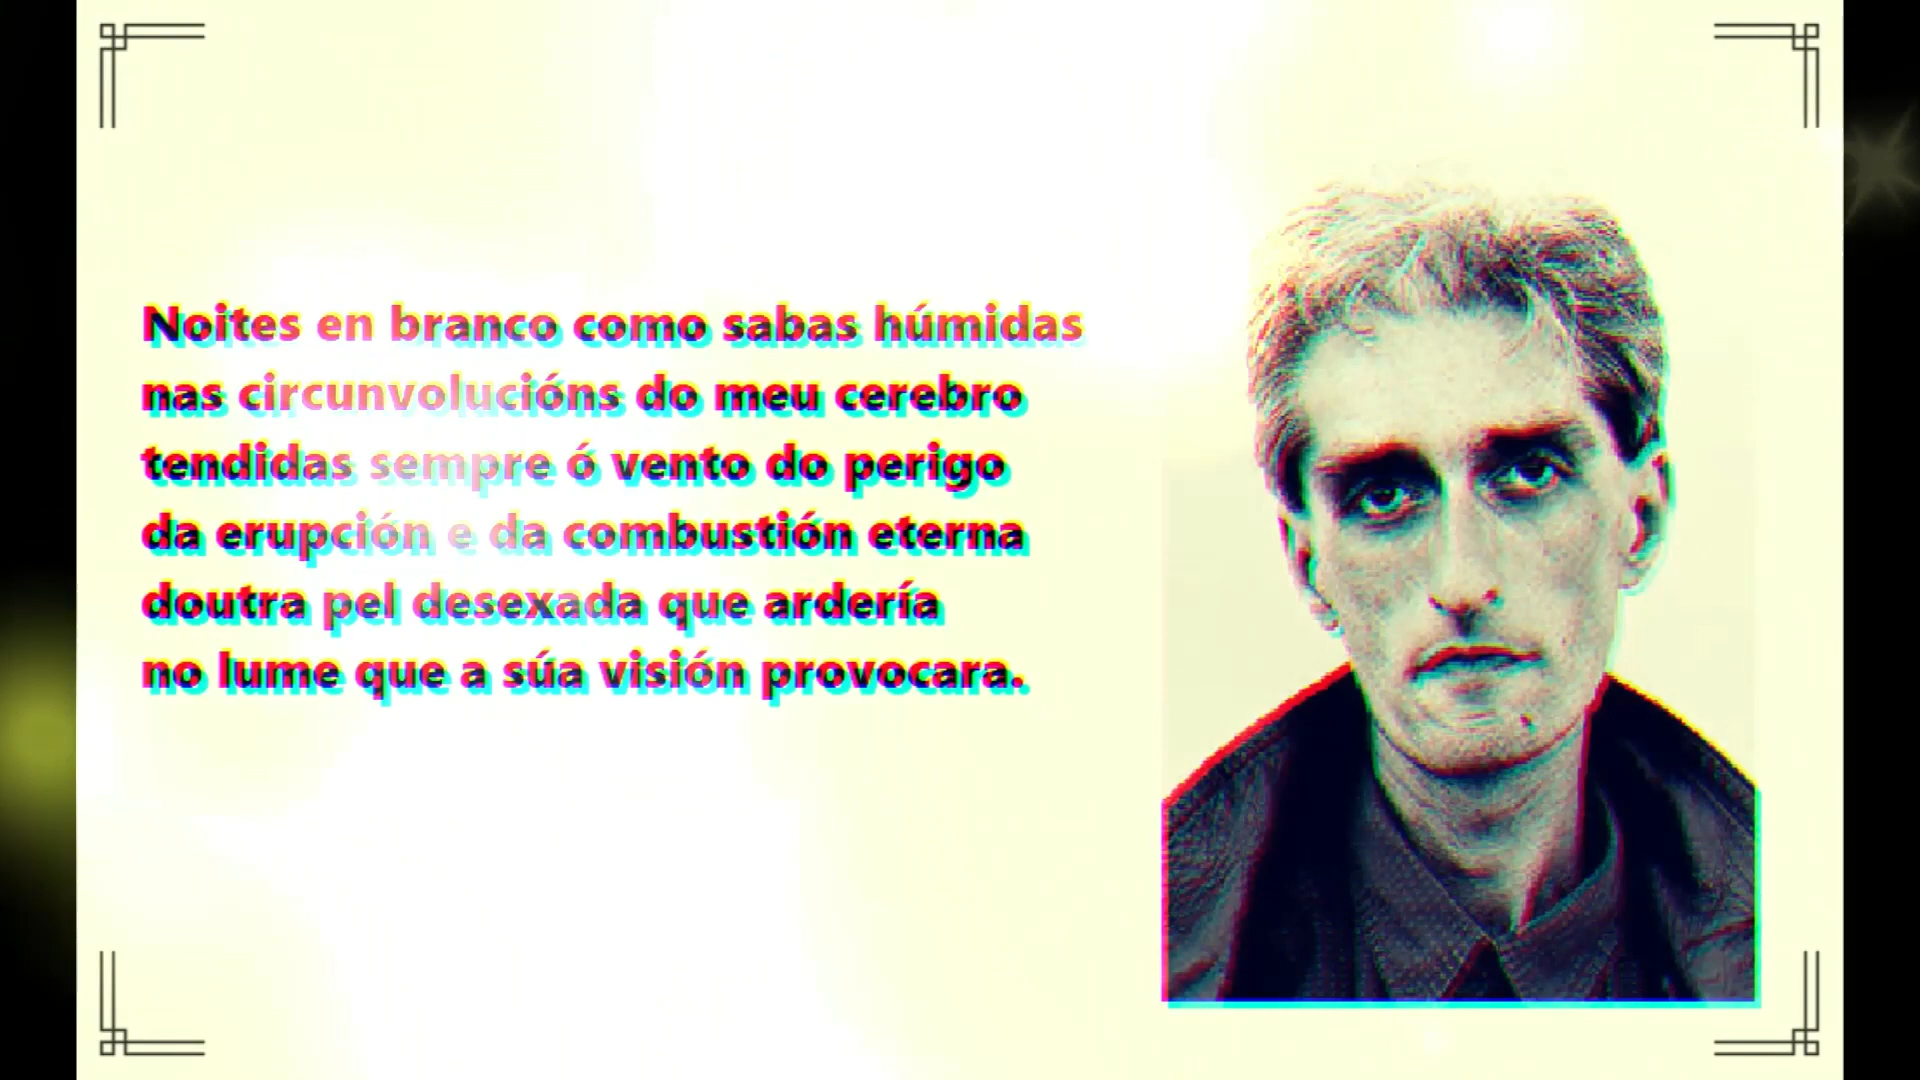 Noites en branco como sabas húmidas
nas circunvolucións do meu cerebro
tendidas sempre ó vento do perigo
da erupción e da combustión eterna
doutra pel desexada que ardería
no lume que a súa visión provocara.